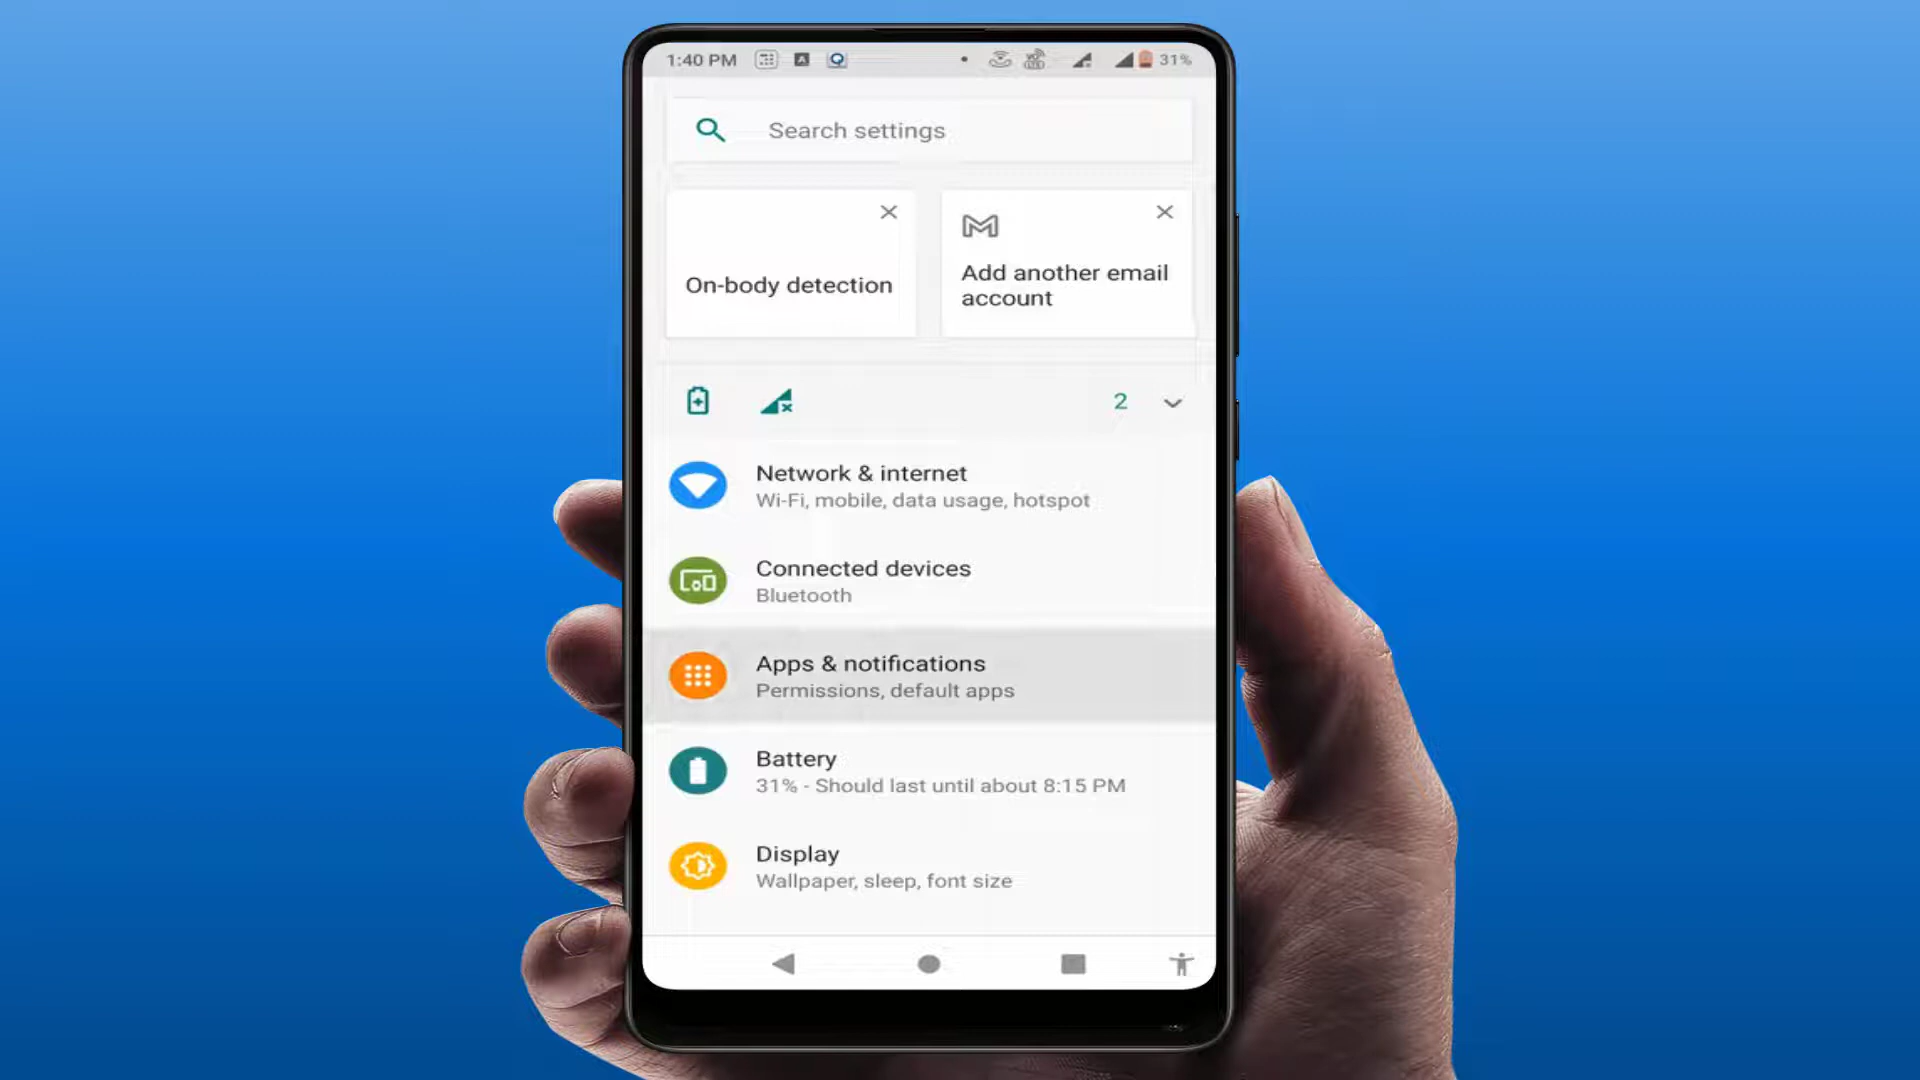 1:40 PM
31%
Search settings
On-body detection
Add another email
account
2
Network & internet
Wi-Fi, mobile, data usage, hotspot
Connected devices
Bluetooth
Apps & notifications
Permissions, default apps
Battery
31% - Should last until about 8:15 PM
Display
Wallpaper, sleep, font size